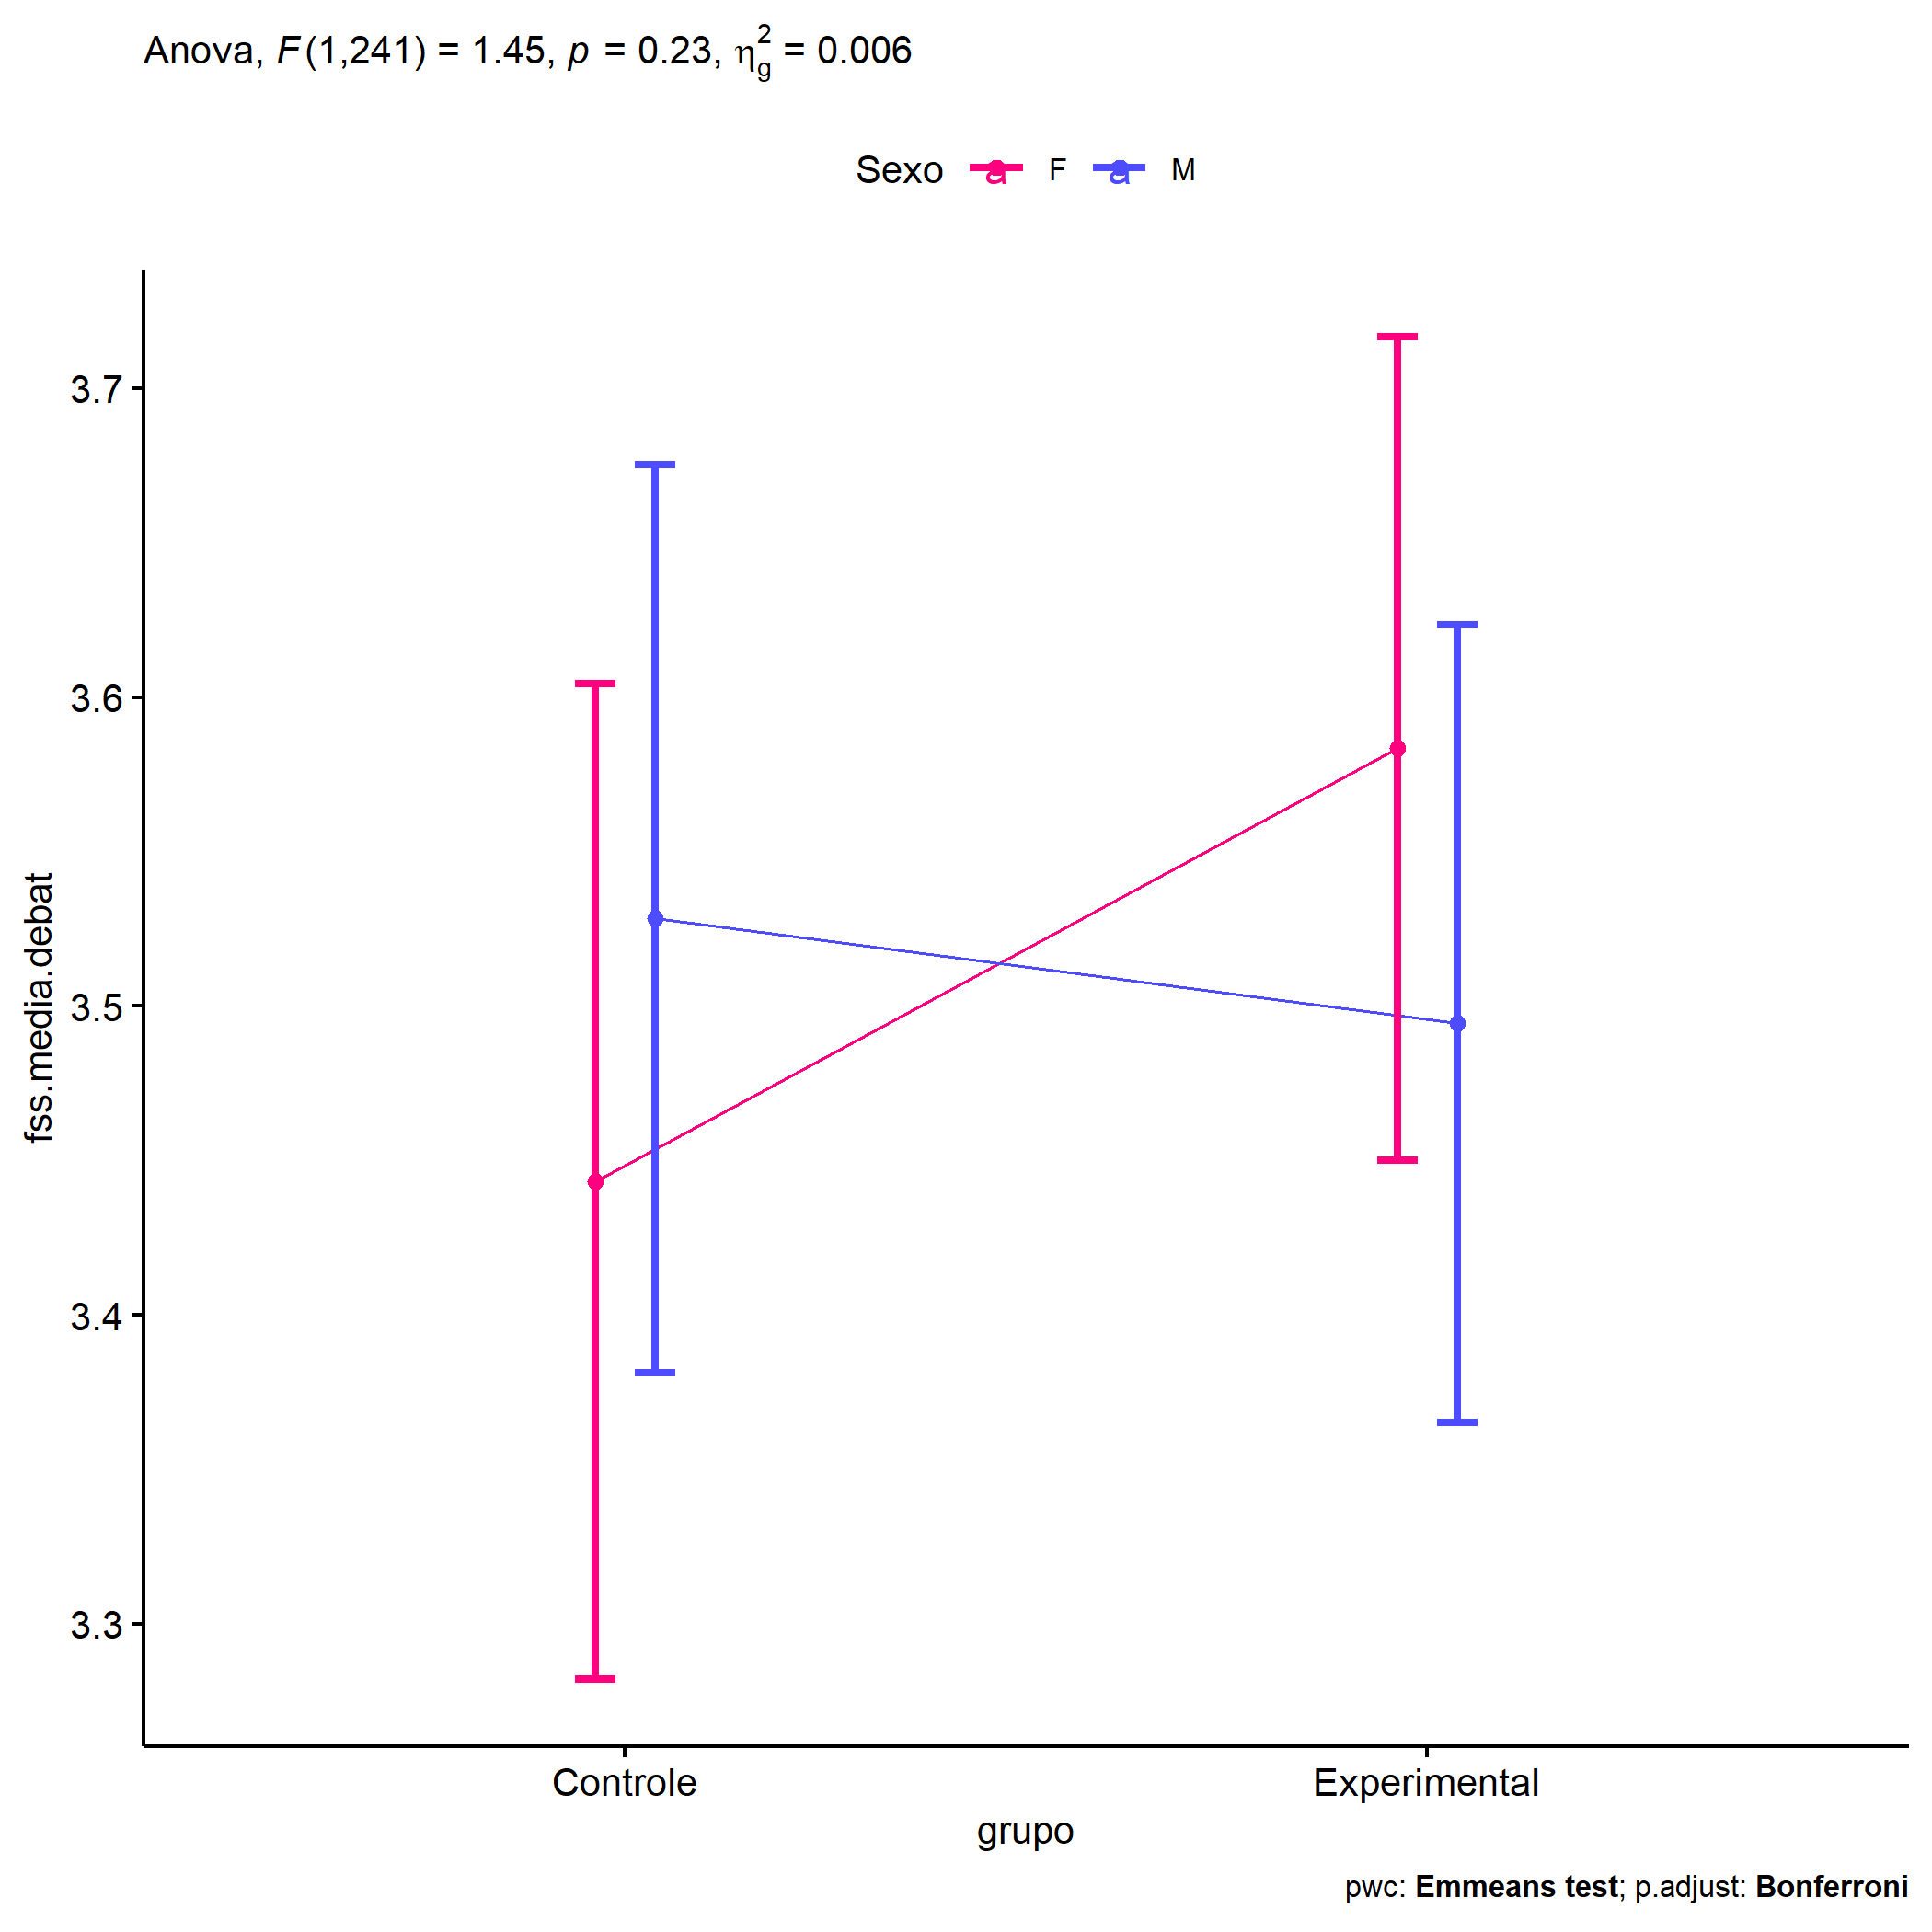 Anova, F(1,241) = 1.45, p = 0.23, η²g = 0.006
Sexo a F a M
3.7
3.6
3.5
3.4
3.3
fss.media.debat
Controle Experimental
grupo
pwc: Emmeans test; p.adjust: Bonferroni